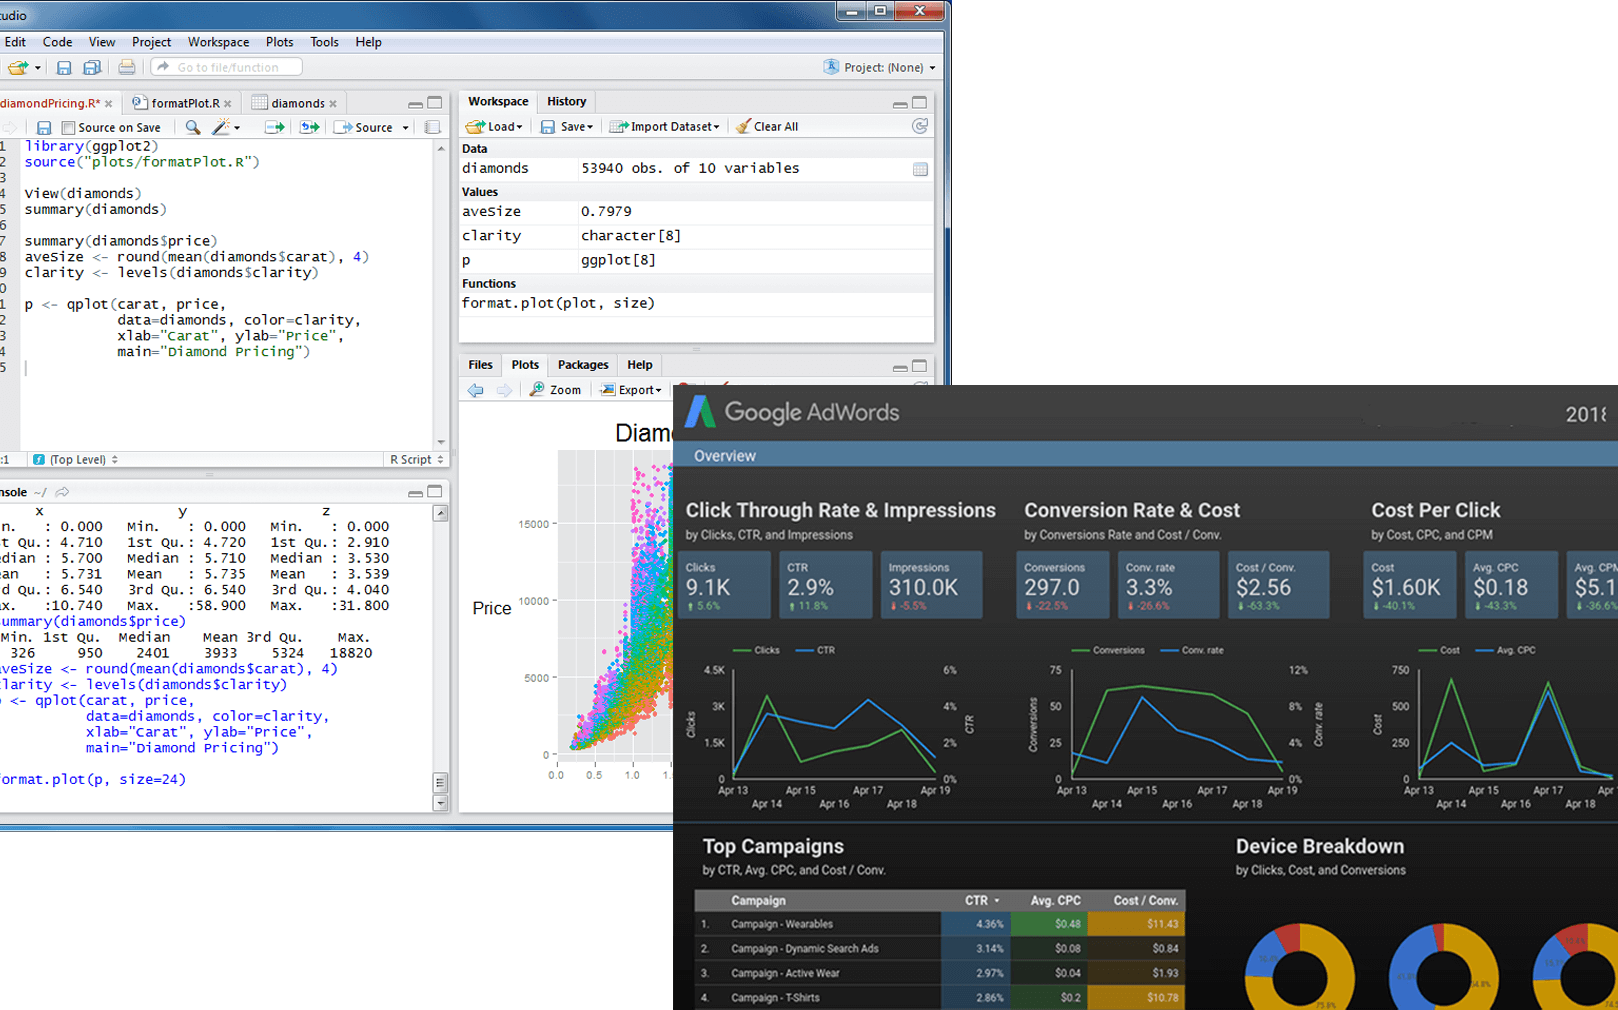 tudio
Edit Code View Project Workspace Plots Tools Help
Go to file/function
Project: (None)
diamondPricing.R* formatPlot.R diamonds
Source on Save Source
1 library(ggplot2)
2 source("plots/formatPlot.R")
3
4 View(diamonds)
5 summary(diamonds)
6
7 summary(diamonds$price)
8 aveSize <- round(mean(diamonds$carat), 4)
9 clarity <- levels(diamonds$clarity)
0
1 p <- qplot(carat, price,
2 data=diamonds, color=clarity,
3 xlab="Carat", ylab="Price",
4 main="Diamond Pricing")
5
:1 (Top Level) R Script
nsole ~/
x y z
n. : 0.000 Min. : 0.000 Min. : 0.000
st Qu.: 4.710 1st Qu.: 4.720 1st Qu.: 2.910
edian : 5.700 Median : 5.710 Median : 3.530
ean : 5.731 Mean : 5.735 Mean : 3.539
rd Qu.: 6.540 3rd Qu.: 6.540 3rd Qu.: 4.040
ax. :10.740 Max. :58.900 Max. :31.800
summary(diamonds$price)
Min. 1st Qu. Median Mean 3rd Qu. Max.
326 950 2401 3933 5324 18820
aveSize <- round(mean(diamonds$carat), 4)
clarity <- levels(diamonds$clarity)
p <- qplot(carat, price,
data=diamonds, color=clarity,
xlab="Carat", ylab="Price",
main="Diamond Pricing")
format.plot(p, size=24)
Workspace History
Load Save Import Dataset Clear All
Data
diamonds 53940 obs. of 10 variables
Values
aveSize 0.7979
clarity character[8]
p ggplot[8]
Functions
format.plot(plot, size)
Files Plots Packages Help
Zoom Export
Diam
15000
Price 10000
5000
0
0.0 0.5 1.0 1.
Google AdWords 2018
Overview
Click Through Rate & Impressions
by Clicks, CTR, and Impressions
Clicks CTR Impressions
9.1K 2.9% 310.0K
5.6% 11.8% -5.5%
Clicks CTR
4.5K 6%
3K 4%
1.5K 2%
0 0%
Clicks CTR
Apr 13 Apr 15 Apr 17 Apr 19
Apr 14 Apr 16 Apr 18
Conversion Rate & Cost
by Conversions Rate and Cost / Conv.
Conversions Conv. rate Cost / Conv.
297.0 3.3% $2.56
-22.5% -26.6% -63.3%
Conversions Conv. rate
75 12%
50 8%
25 4%
0 0%
Conversions Conv. rate
Apr 13 Apr 15 Apr 17 Apr 19
Apr 14 Apr 16 Apr 18
Cost Per Click
by Cost, CPC, and CPM
Cost Avg. CPC Avg. CPM
$1.60K $0.18 $5.1
-40.1% -43.3% -36.6%
Cost Avg. CPC
750
500
250
0
Cost
Apr 13 Apr 15 Apr 17 Apr
Apr 14 Apr 16 Apr 18
Top Campaigns
by CTR, Avg. CPC, and Cost / Conv.
Campaign CTR Avg. CPC Cost / Conv.
1. Campaign - Wearables 4.36% $0.48 $11.43
2. Campaign - Dynamic Search Ads 3.14% $0.08 $0.84
3. Campaign - Active Wear 2.97% $0.04 $1.93
4. Campaign - T-Shirts 2.86% $0.2 $10.78
Device Breakdown
by Clicks, Cost, and Conversions
75.8%